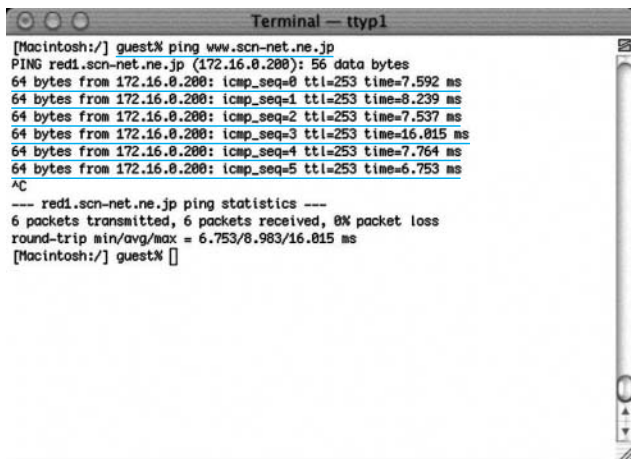 Terminal — ttyp1
[Macintosh:/] guest% ping www.scn-net.ne.jp
PING red1.scn-net.ne.jp (172.16.0.200): 56 data bytes
64 bytes from 172.16.0.200: icmp_seq=0 ttl=253 time=7.592 ms
64 bytes from 172.16.0.200: icmp_seq=1 ttl=253 time=8.239 ms
64 bytes from 172.16.0.200: icmp_seq=2 ttl=253 time=7.537 ms
64 bytes from 172.16.0.200: icmp_seq=3 ttl=253 time=16.015 ms
64 bytes from 172.16.0.200: icmp_seq=4 ttl=253 time=7.764 ms
64 bytes from 172.16.0.200: icmp_seq=5 ttl=253 time=6.753 ms
^C
--- red1.scn-net.ne.jp ping statistics ---
6 packets transmitted, 6 packets received, 0% packet loss
round-trip min/avg/max = 6.753/8.983/16.015 ms
[Macintosh:/] guest%